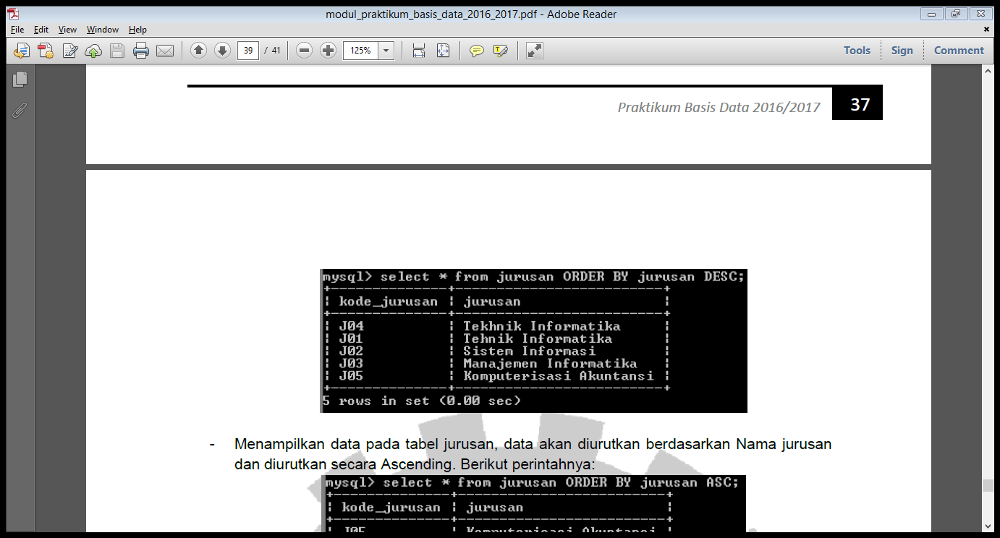 modul_praktikum_basis_data_2016_2017.pdf - Adobe Reader
File Edit View Window Help
39 / 41 125% Tools Sign Comment
Praktikum Basis Data 2016/2017 37
mysql> select * from jurusan ORDER BY jurusan DESC;
+---------------+-------------------------+
| kode_jurusan | jurusan |
+---------------+-------------------------+
| J04 | Tekhnik Informatika |
| J01 | Tehnik Informatika |
| J02 | Sistem Informasi |
| J03 | Manajemen Informatika |
| J05 | Komputerisasi Akuntansi |
+---------------+-------------------------+
5 rows in set (0.00 sec)
- Menampilkan data pada tabel jurusan, data akan diurutkan berdasarkan Nama jurusan
dan diurutkan secara Ascending. Berikut perintahnya:
mysql> select * from jurusan ORDER BY jurusan ASC;
+---------------+-------------------------+
| kode_jurusan | jurusan |
+---------------+-------------------------+
| J05 | Komputerisasi Akuntansi |